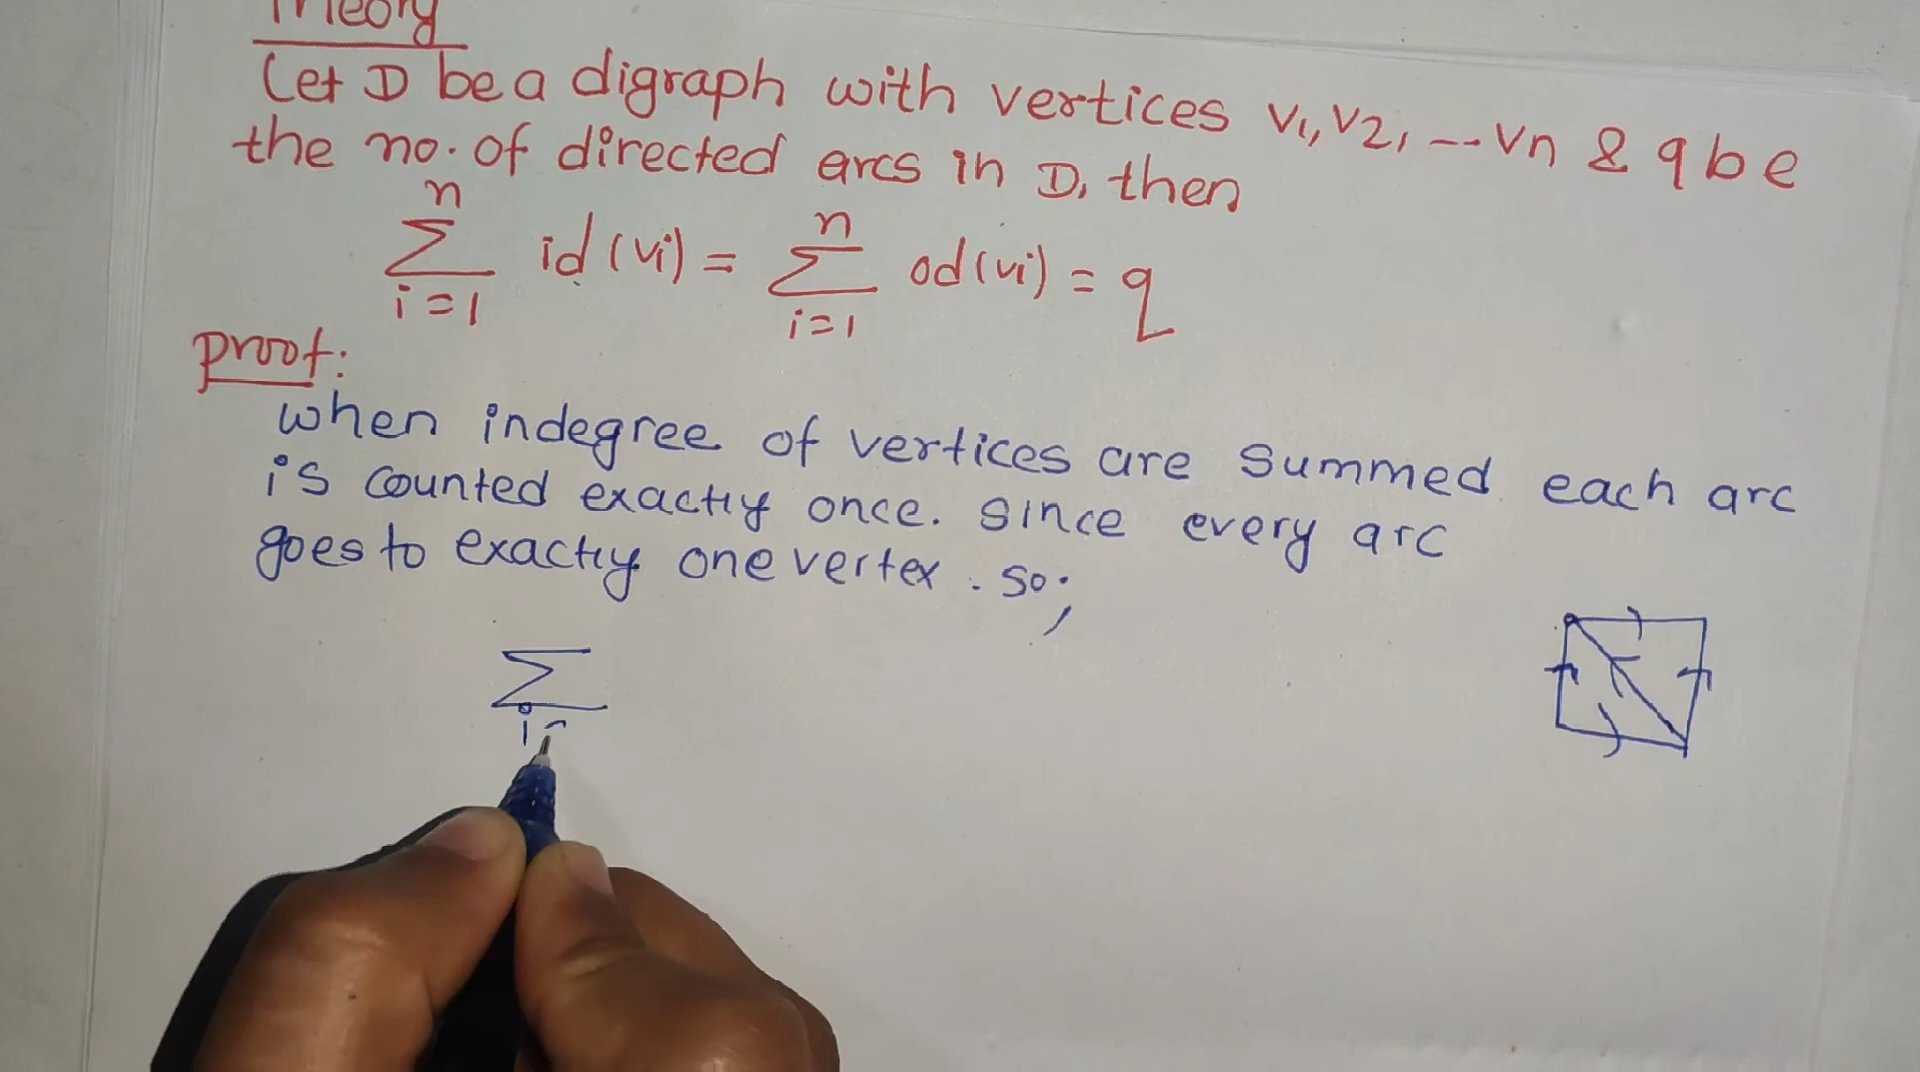 Theory
Let D be a digraph with vertices v1, v2, --- vn & q be
the no. of directed arcs in D, then
n n
Σ id (vi) = Σ od (vi) = q
i=1 i=1
proof:
when indegree of vertices are summed each arc
is counted exactly once. since every arc
goes to exactly one vertex. so;
Σ
i